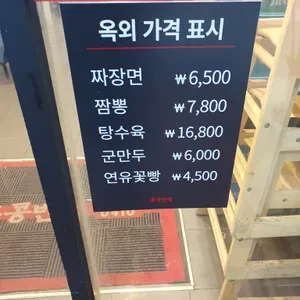 옥외 가격 표시
짜장면 ₩6,500
짬뽕 ₩7,800
탕수육 ₩16,800
군만두 ₩6,000
연유꽃빵 ₩4,500